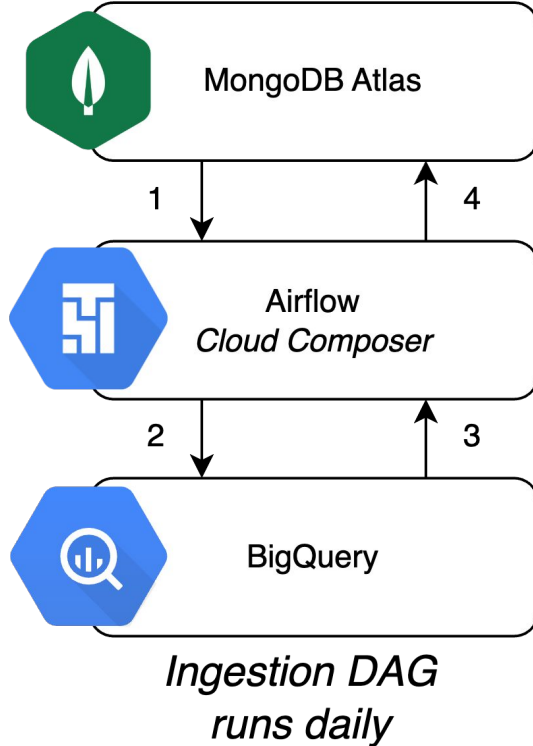 MongoDB Atlas
1 4
Airflow
Cloud Composer
2 3
BigQuery
Ingestion DAG
runs daily